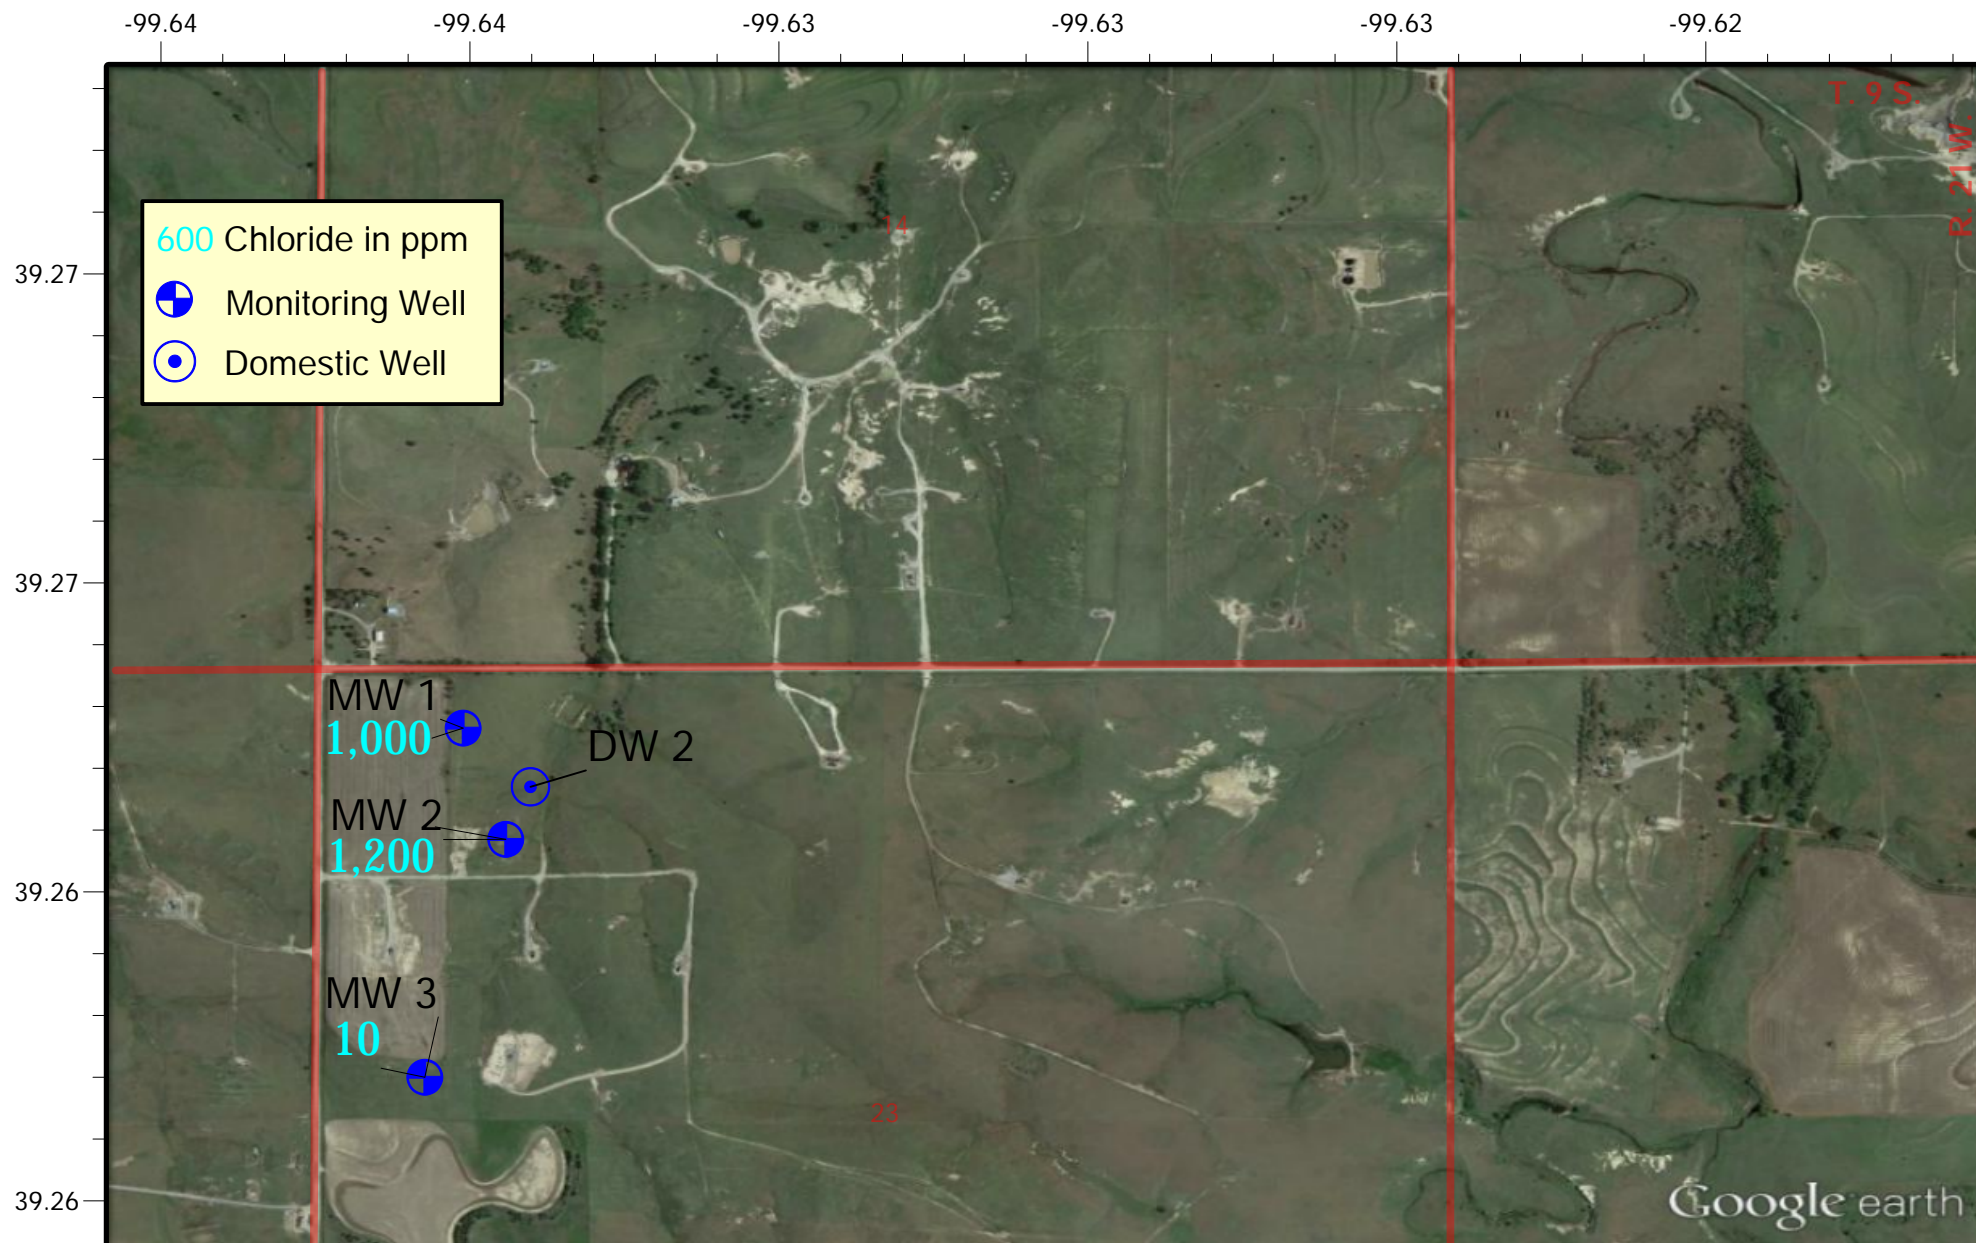 -99.64 -99.64 -99.63 -99.63 -99.63 -99.62
T. 9 S.
R. 21 W.
14
600 Chloride in ppm
Monitoring Well
Domestic Well
39.27
39.27
39.26
39.26
MW 1
1,000
DW 2
MW 2
1,200
MW 3
10
23
Google earth